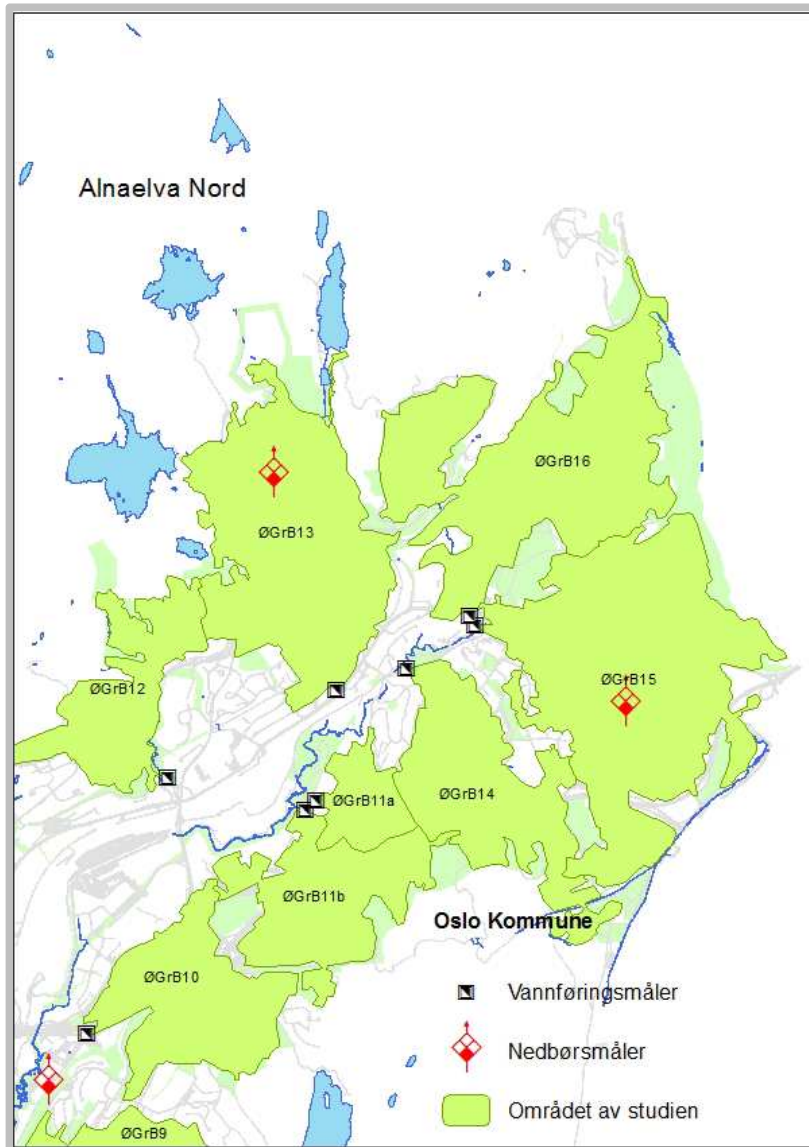 Alnaelva Nord
ØGrB16
ØGrB13
ØGrB15
ØGrB12
ØGrB14
ØGrB11a
ØGrB11b
Oslo Kommune
ØGrB10
Vannføringsmåler
Nedbørsmåler
Området av studien
ØGrB9